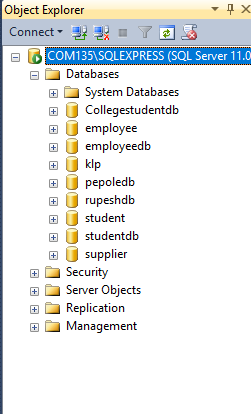 Object Explorer
Connect
COM135\SQLEXPRESS (SQL Server 11.0
Databases
System Databases
Collegestudentdb
employee
employeedb
klp
pepoledb
rupeshdb
student
studentdb
supplier
Security
Server Objects
Replication
Management